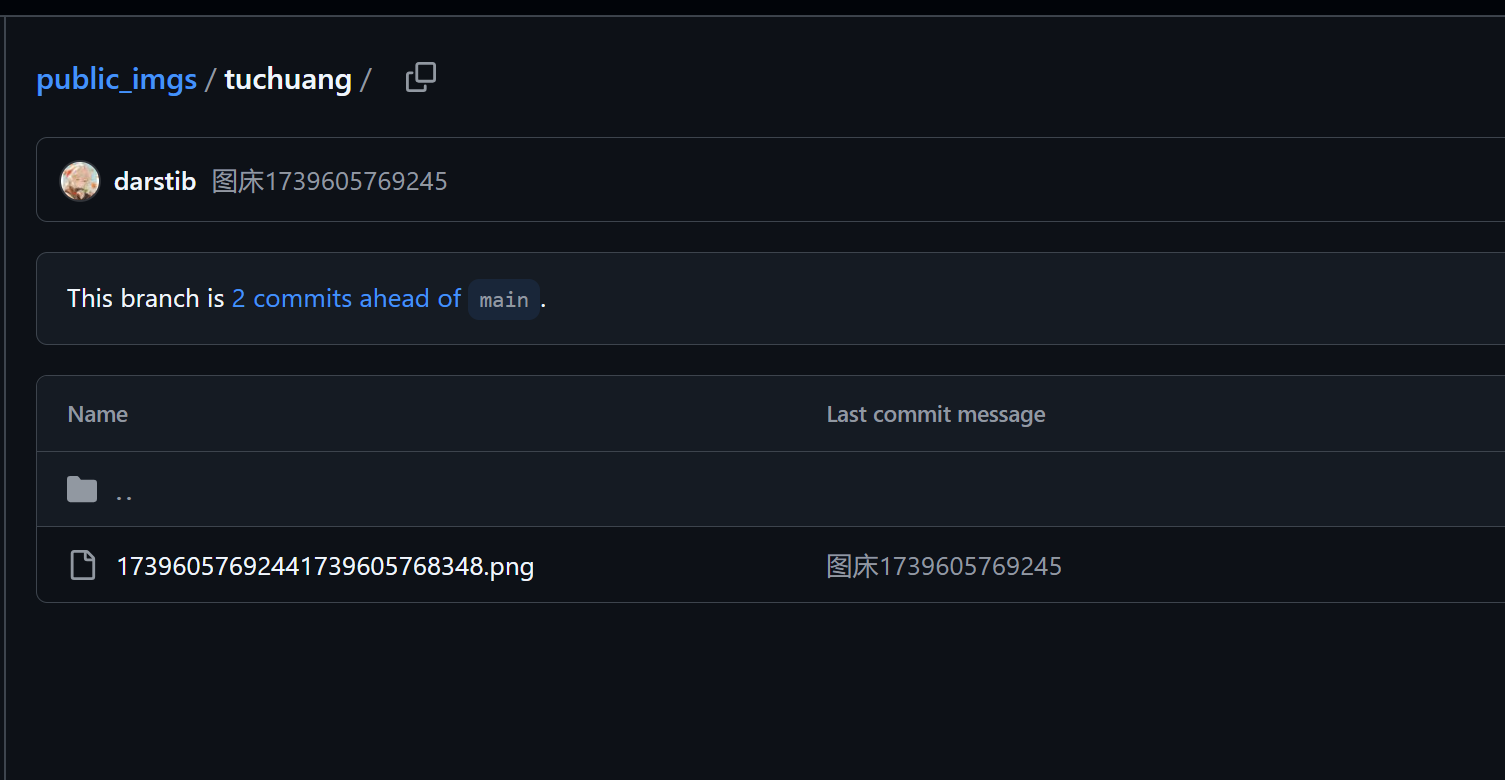 public_imgs / tuchuang /
darstib 图床1739605769245
This branch is 2 commits ahead of main .
Name Last commit message
..
17396057692441739605768348.png 图床1739605769245